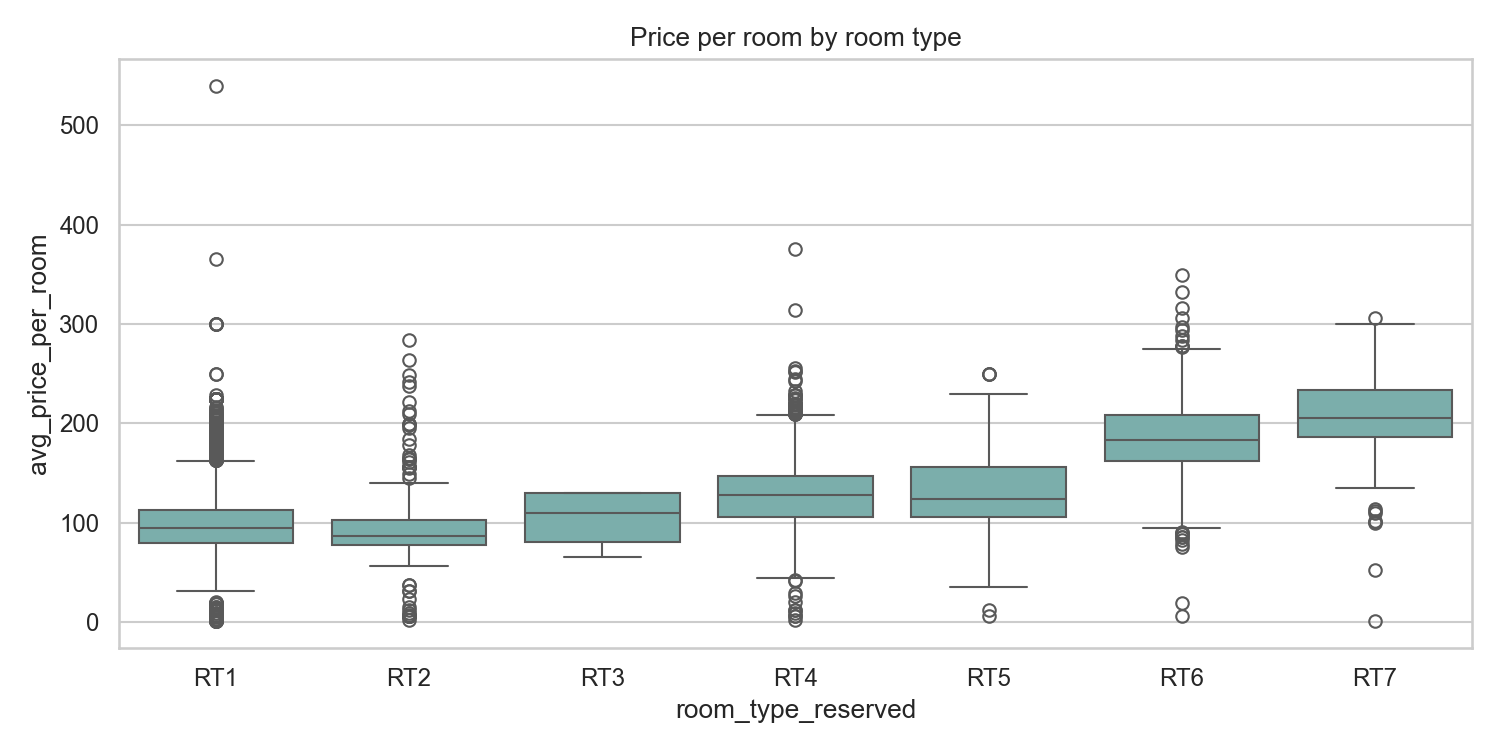 Price per room by room type
avg_price_per_room
500
400
300
200
100
0
RT1 RT2 RT3 RT4 RT5 RT6 RT7
room_type_reserved